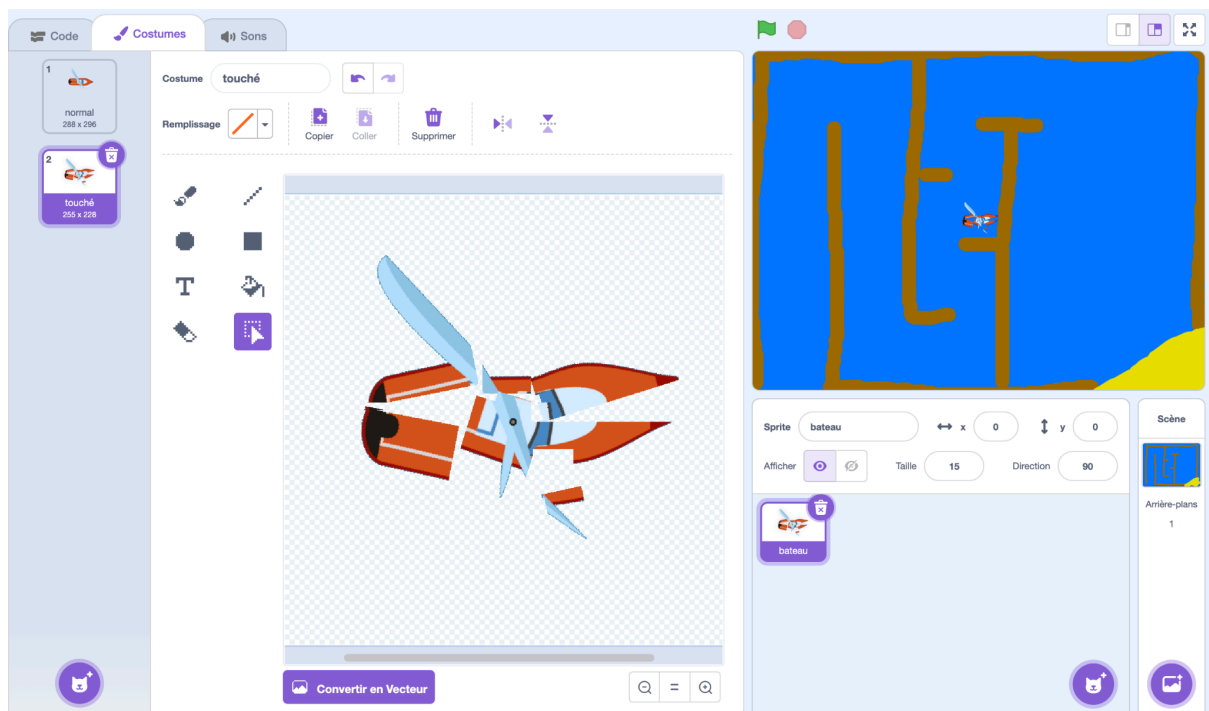 Code
Costumes
Sons
1
normal
288 x 296
2
touché
255 x 228
Costume
touché
Remplissage
Copier
Coller
Supprimer
T
Convertir en Vecteur
Sprite
bateau
x
0
y
0
Afficher
Taille
15
Direction
90
bateau
Scène
Arrière-plans
1